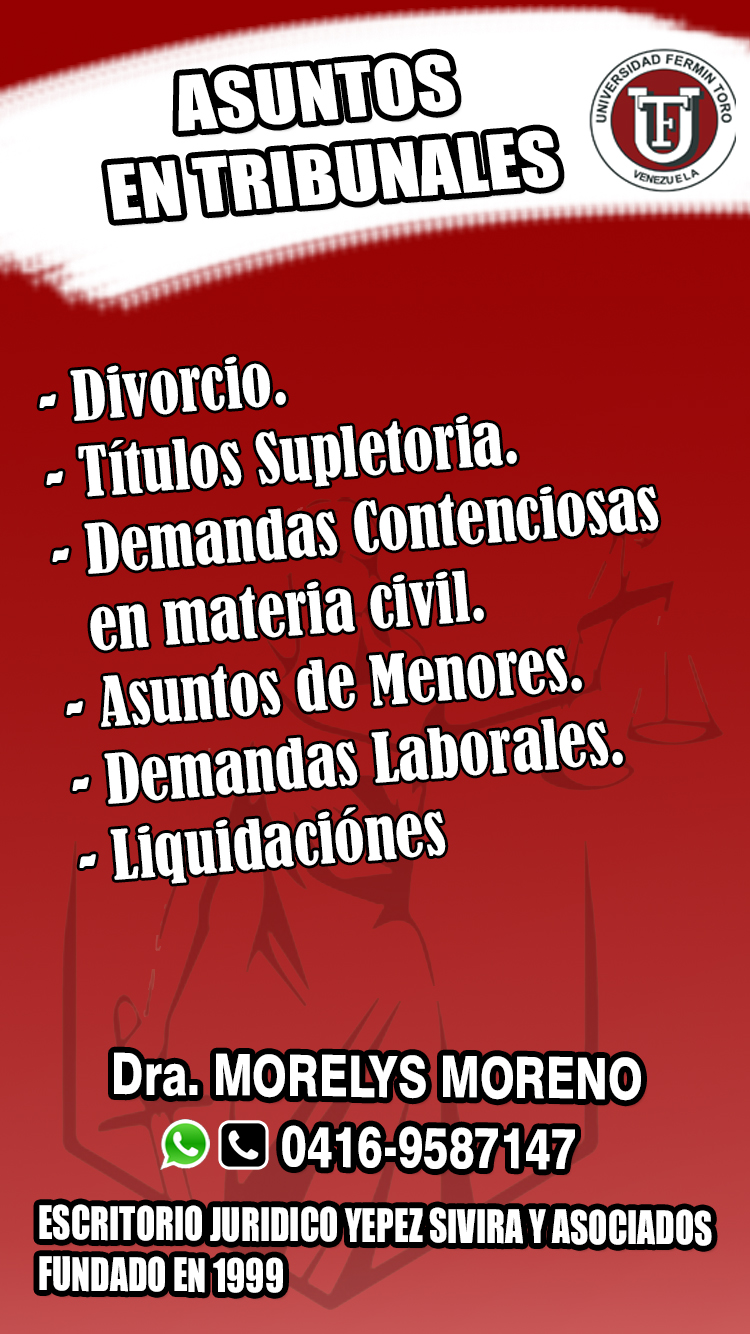 ASUNTOS
EN TRIBUNALES
UNIVERSIDAD FERMIN TORO
UFT
VENEZUELA
- Divorcio.
- Títulos Supletoria.
- Demandas Contenciosas
en materia civil.
- Asuntos de Menores.
- Demandas Laborales.
- Liquidaciónes
Dra. MORELYS MORENO
0416-9587147
ESCRITORIO JURIDICO YEPEZ SIVIRA Y ASOCIADOS
FUNDADO EN 1999